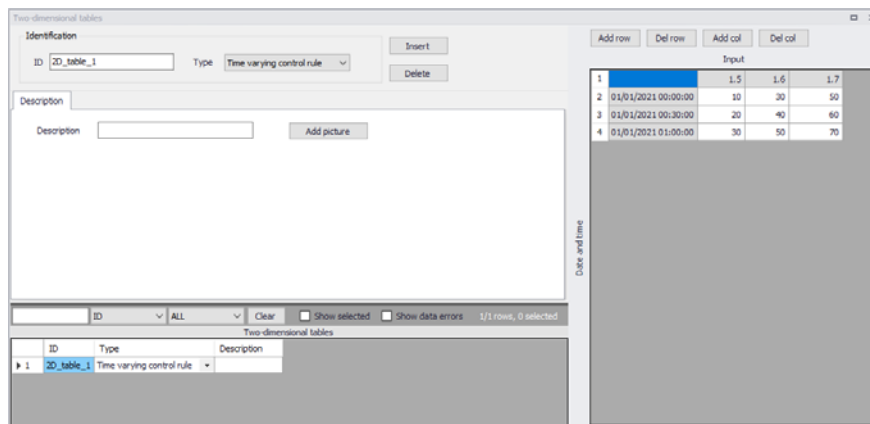 Two-dimensional tables
Identification
ID 2D_table_1 Type Time varying control rule Insert
Delete
Description
Description Add picture
ID ALL Clear Show selected Show data errors 1/1 rows, 0 selected
Two-dimensional tables
ID Type Description
1 2D_table_1 Time varying control rule
Add row Del row Add col Del col
Input
1 1.5 1.6 1.7
2 01/01/2021 00:00:00 10 30 50
3 01/01/2021 00:30:00 20 40 60
4 01/01/2021 01:00:00 30 50 70
Date and time